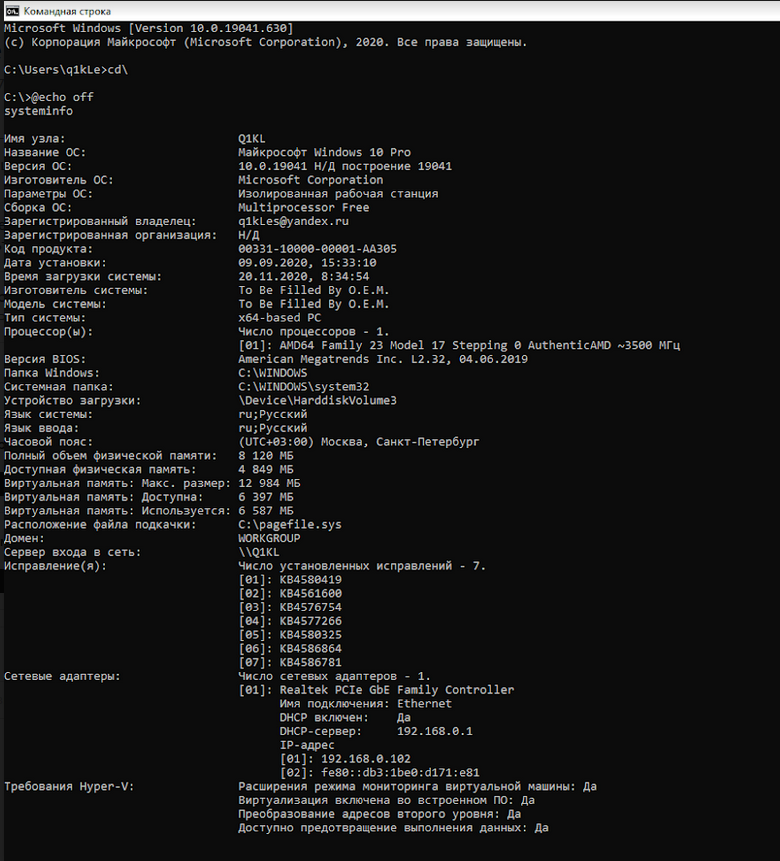 Командная строка
Microsoft Windows [Version 10.0.19041.630]
(c) Корпорация Майкрософт (Microsoft Corporation), 2020. Все права защищены.
C:\Users\q1kLe>cd\
C:\>@echo off
systeminfo
Имя узла: Q1KL
Название ОС: Майкрософт Windows 10 Pro
Версия ОС: 10.0.19041 Н/Д построение 19041
Изготовитель ОС: Microsoft Corporation
Параметры ОС: Изолированная рабочая станция
Сборка ОС: Multiprocessor Free
Зарегистрированный владелец: q1kLes@yandex.ru
Зарегистрированная организация: Н/Д
Код продукта: 00331-10000-00001-AA305
Дата установки: 09.09.2020, 15:33:10
Время загрузки системы: 20.11.2020, 8:34:54
Изготовитель системы: To Be Filled By O.E.M.
Модель системы: To Be Filled By O.E.M.
Тип системы: x64-based PC
Процессор(ы): Число процессоров - 1.
[01]: AMD64 Family 23 Model 17 Stepping 0 AuthenticAMD ~3500 МГц
Версия BIOS: American Megatrends Inc. L2.32, 04.06.2019
Папка Windows: C:\WINDOWS
Системная папка: C:\WINDOWS\system32
Устройство загрузки: \Device\HarddiskVolume3
Язык системы: ru;Русский
Язык ввода: ru;Русский
Часовой пояс: (UTC+03:00) Москва, Санкт-Петербург
Полный объем физической памяти: 8 120 МБ
Доступная физическая память: 4 849 МБ
Виртуальная память: Макс. размер: 12 984 МБ
Виртуальная память: Доступна: 6 397 МБ
Виртуальная память: Используется: 6 587 МБ
Расположение файла подкачки: C:\pagefile.sys
Домен: WORKGROUP
Сервер входа в сеть: \\Q1KL
Исправление(я): Число установленных исправлений - 7.
[01]: KB4580419
[02]: KB4561600
[03]: KB4576754
[04]: KB4577266
[05]: KB4580325
[06]: KB4586864
[07]: KB4586781
Сетевые адаптеры: Число сетевых адаптеров - 1.
[01]: Realtek PCIe GbE Family Controller
Имя подключения: Ethernet
DHCP включен: Да
DHCP-сервер: 192.168.0.1
IP-адрес
[01]: 192.168.0.102
[02]: fe80::db3:1be0:d171:e81
Требования Hyper-V: Расширения режима мониторинга виртуальной машины: Да
Виртуализация включена во встроенном ПО: Да
Преобразование адресов второго уровня: Да
Доступно предотвращение выполнения данных: Да